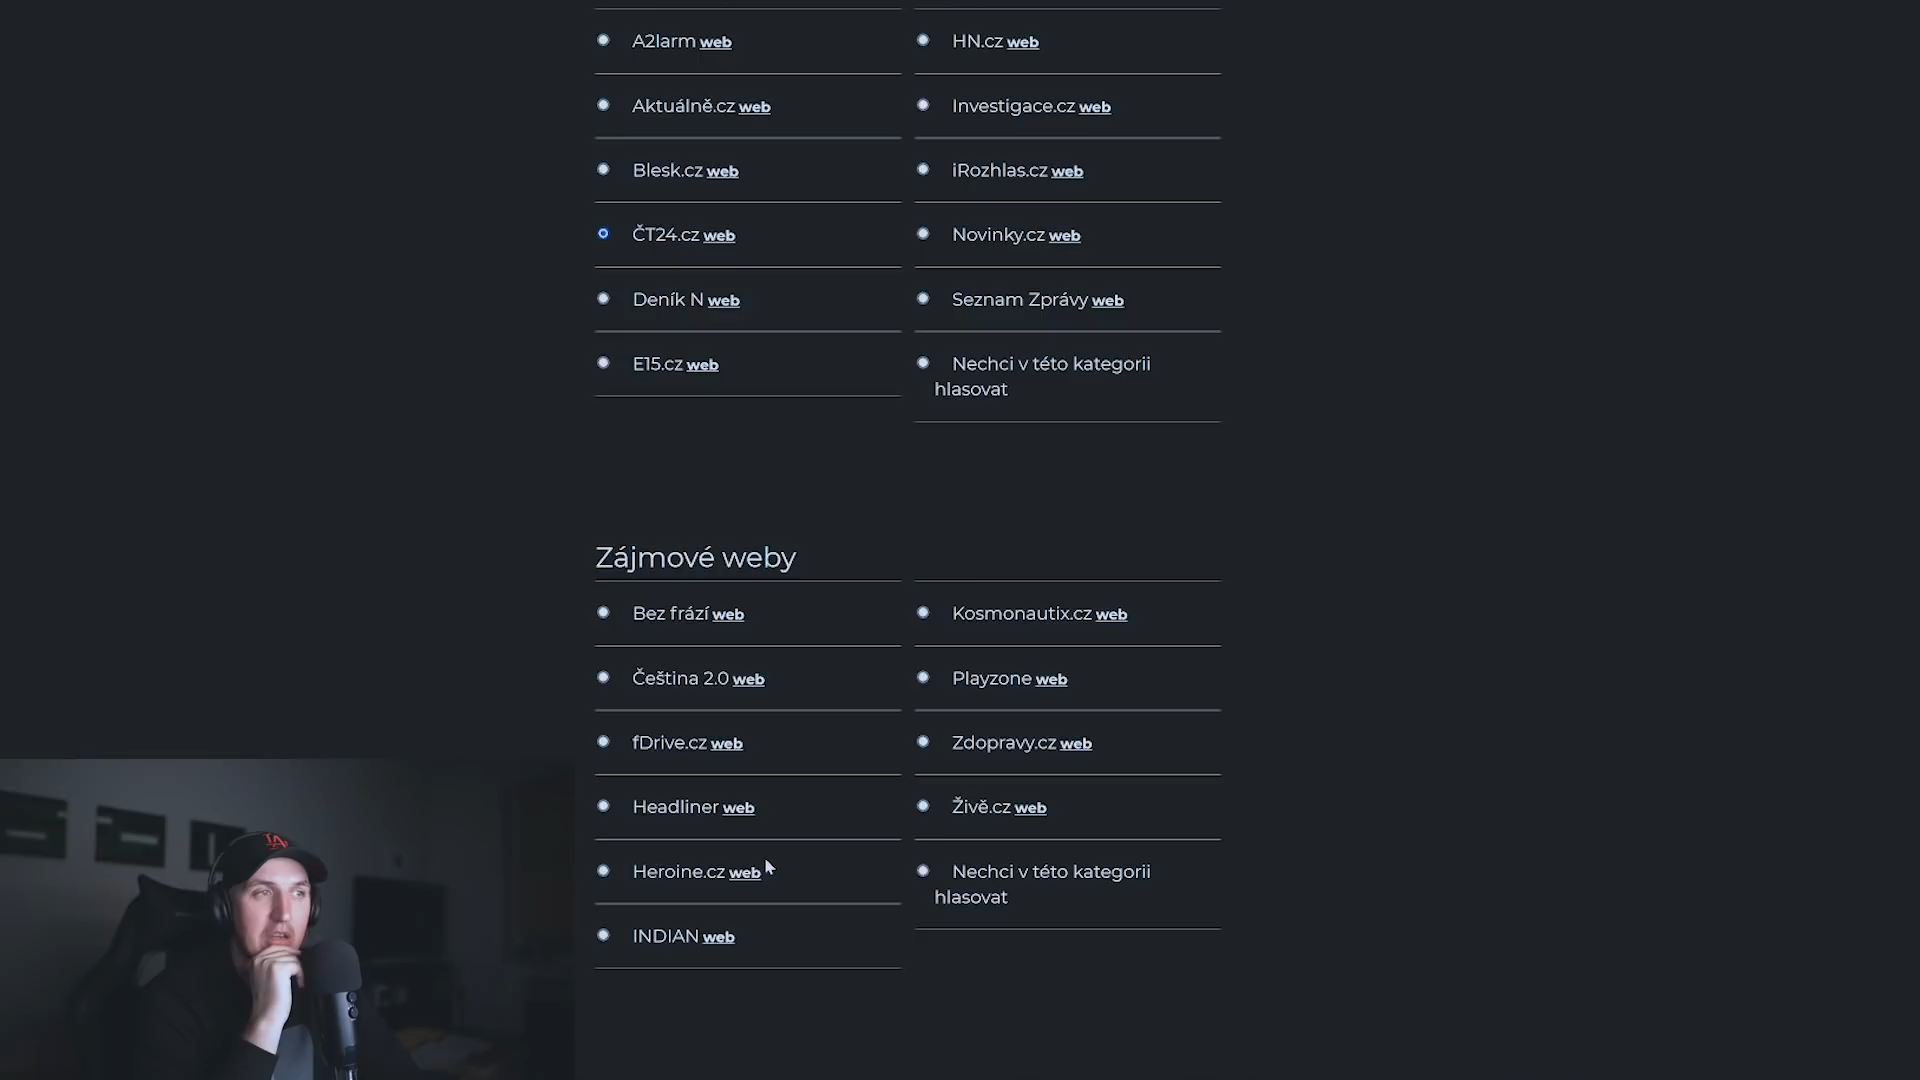 A2larm web
Aktuálně.cz web
Blesk.cz web
ČT24.cz web
Deník N web
E15.cz web
HN.cz web
Investigace.cz web
iRozhlas.cz web
Novinky.cz web
Seznam Zprávy web
Nechci v této kategorii
hlasovat
Zájmové weby
Bez frází web
Čeština 2.0 web
fDrive.cz web
Headliner web
Heroine.cz web
INDIAN web
Kosmonautix.cz web
Playzone web
Zdopravy.cz web
Živě.cz web
Nechci v této kategorii
hlasovat
LA